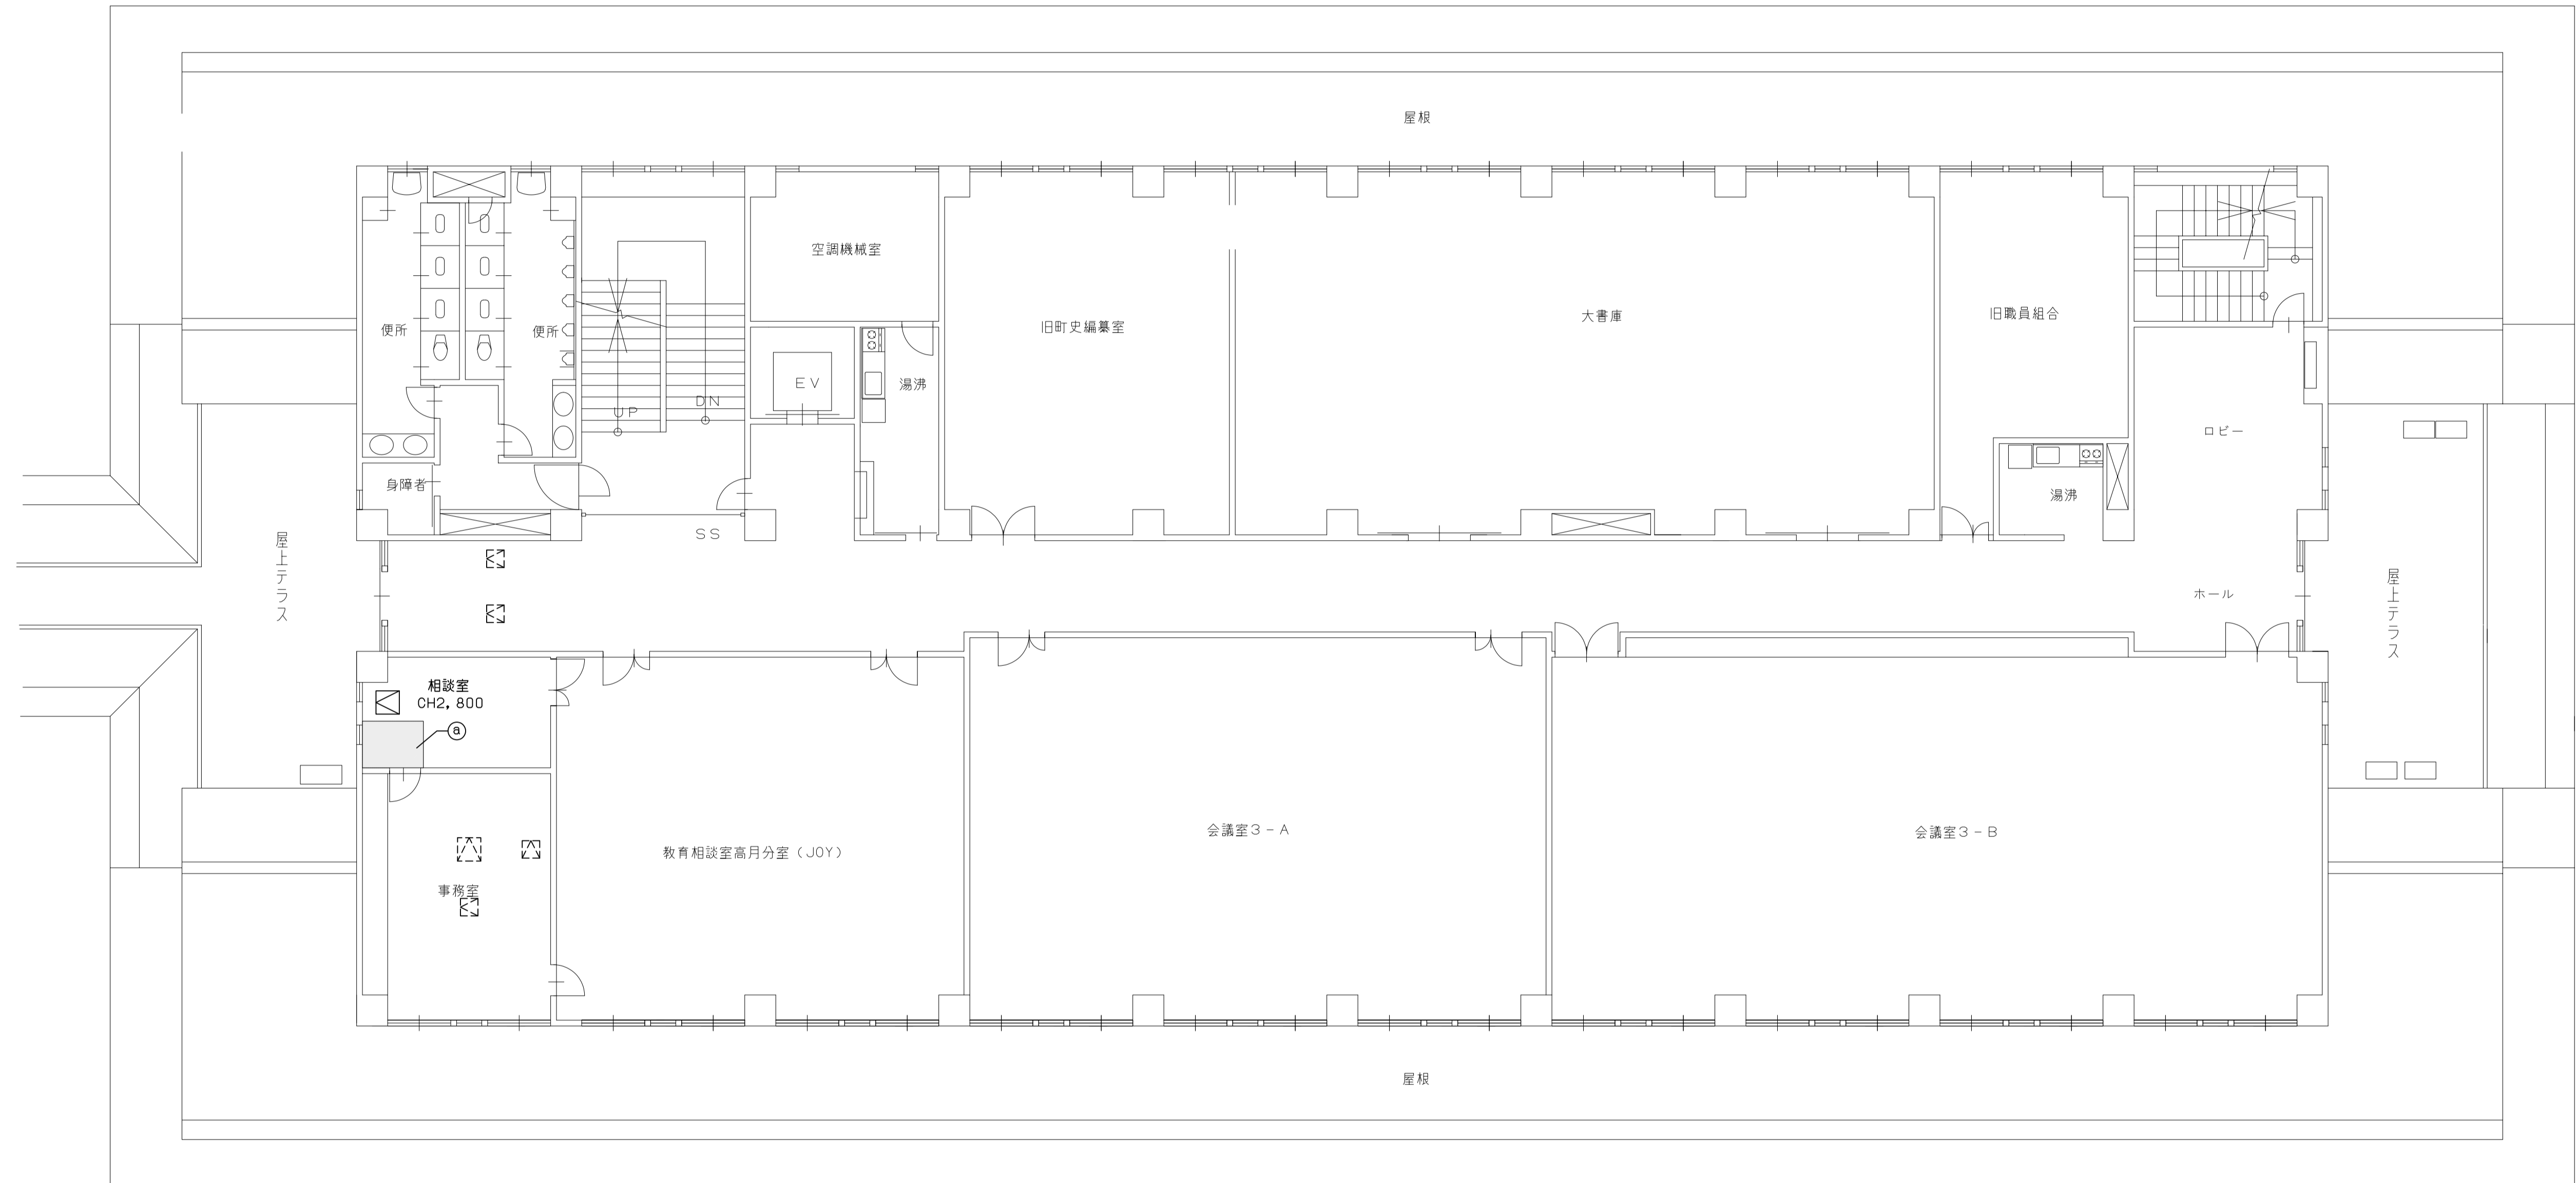 屋根
空調機械室
旧町史編纂室
大書庫
旧職員組合
便所
便所
EV
湯沸
UP
DN
ロビー
身障者
湯沸
SS
屋上テラス
ホール
屋上テラス
相談室
CH2,800
ⓐ
会議室3-A
会議室3-B
教育相談室高月分室(JOY)
事務室
屋根